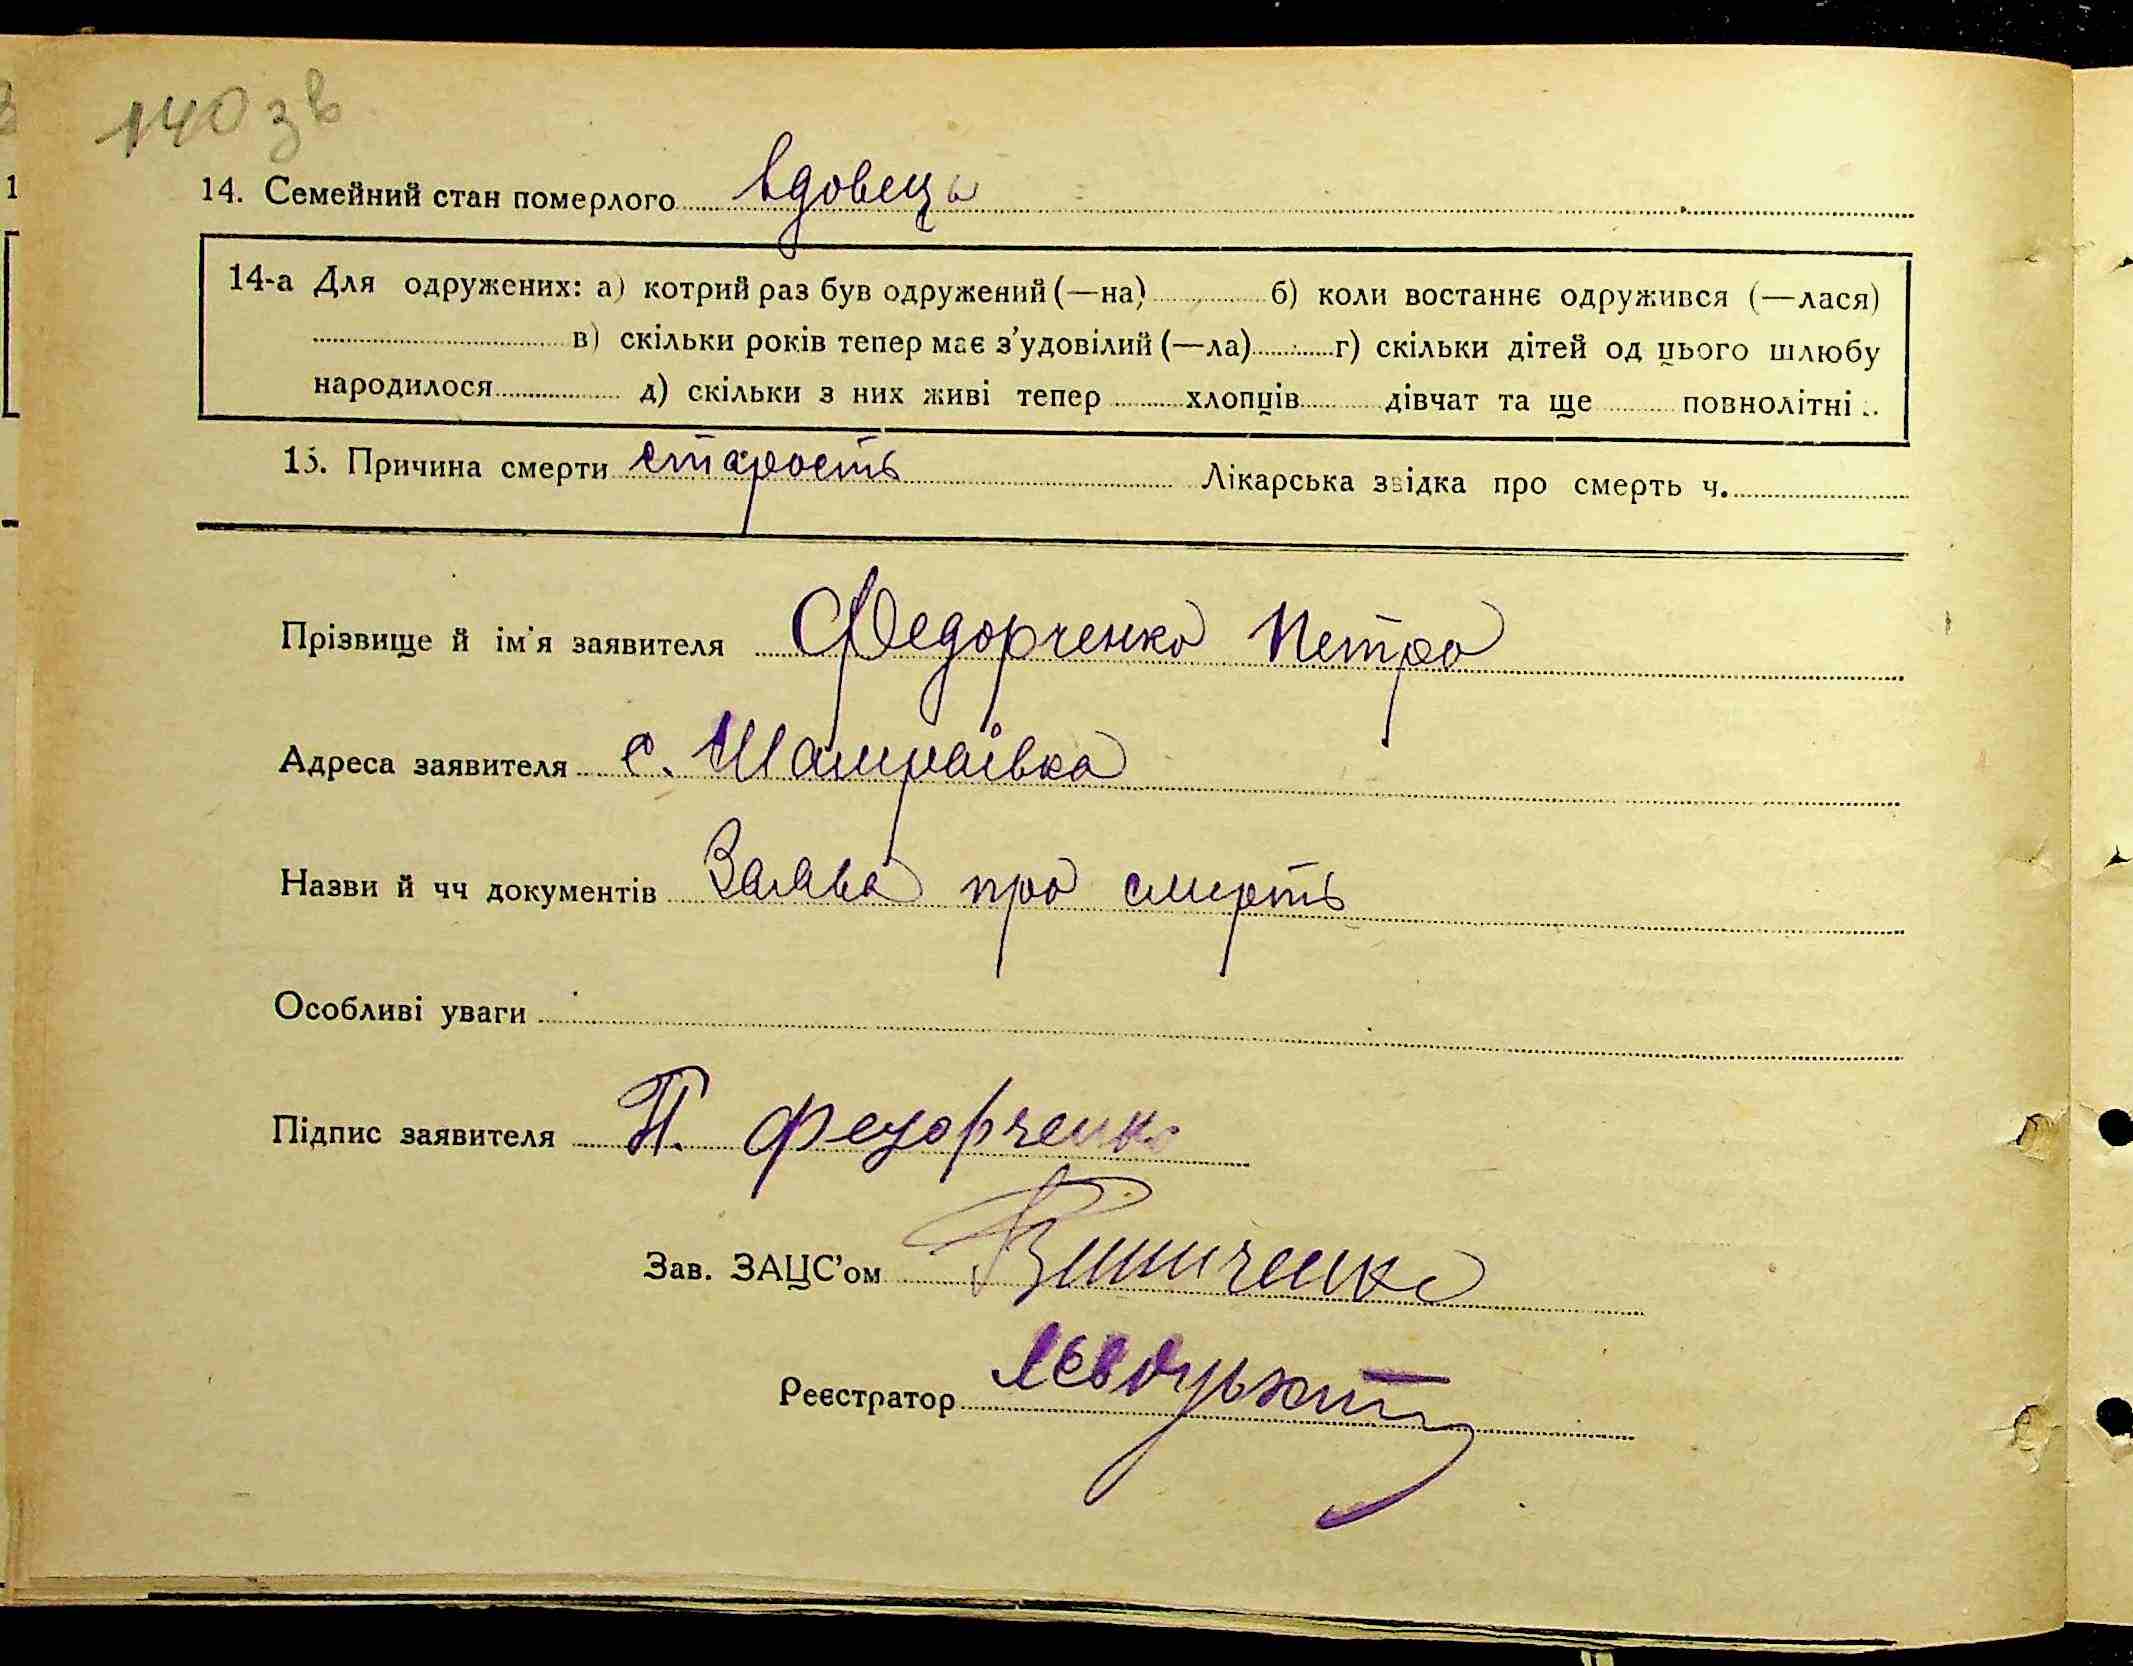 140 зв
14. Семейний стан померлого вдовець
14-а Для одружених: а) котрий раз був одружений (—на) б) коли востаннє одружився (—лася)
в) скільки років тепер має з'удовілий (—ла) г) скільки дітей од цього шлюбу
народилося д) скільки з них живі тепер хлопців дівчат та ще повнолітні
15. Причина смерти старость Лікарська звідка про смерть ч.
Прізвище й ім'я заявителя Федорченко Петро
Адреса заявителя с. Шамраївка
Назви й чч документів Заява про смерть
Особливі уваги
Підпис заявителя П. Федорченко
Зав. ЗАЦС'ом Виниченко
Реєстратор